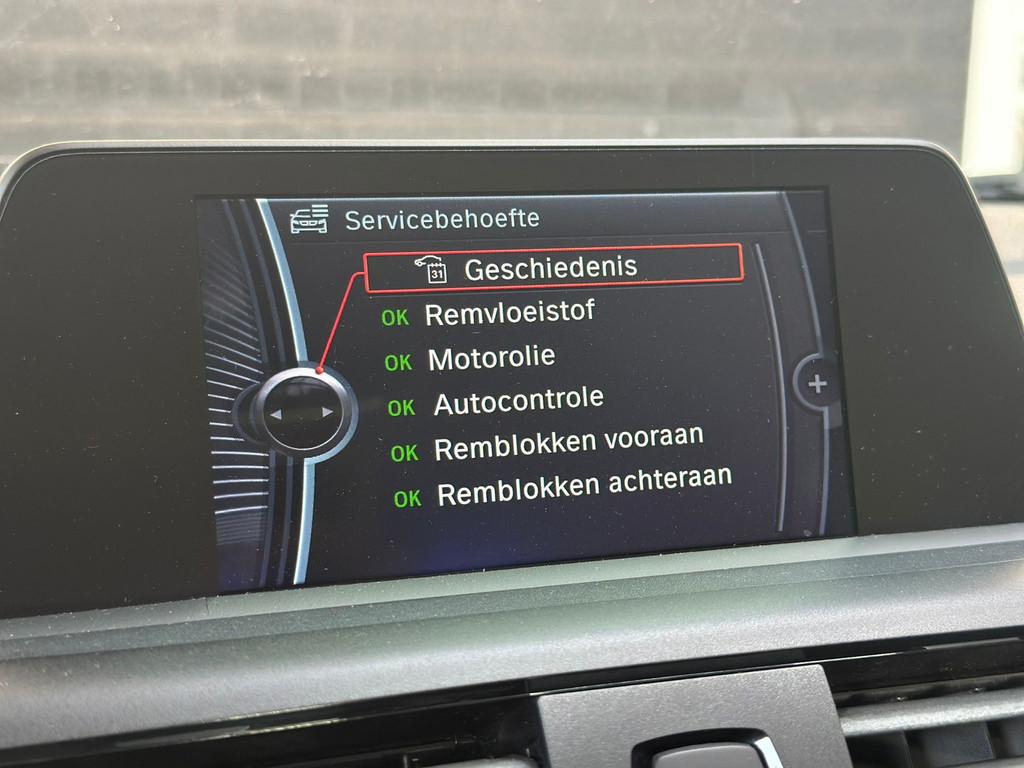 Servicebehoefte
31 Geschiedenis
OK Remvloeistof
OK Motorolie
OK Autocontrole
OK Remblokken vooraan
OK Remblokken achteraan